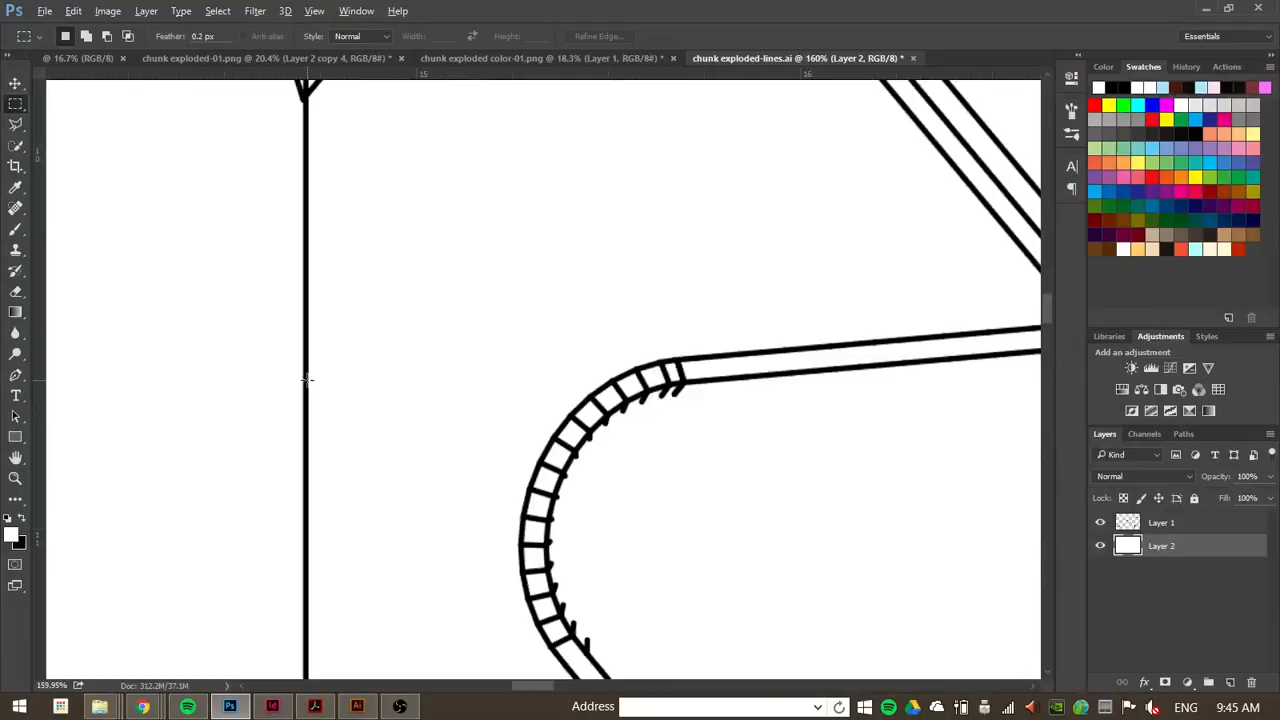 Ps File Edit Image Layer Type Select Filter 3D View Window Help
Feather: 0.2 px Anti-alias Style: Normal Width: Height: Refine Edge... Essentials
@ 16.7% (RGB/8) × chunk exploded-01.png @ 20.4% (Layer 2 copy 4, RGB/8#) * × chunk exploded color-01.png @ 18.3% (Layer 1, RGB/8#) * × chunk exploded-lines.ai @ 160% (Layer 2, RGB/8) * ×
15 16
Color Swatches History Actions
Libraries Adjustments Styles
Add an adjustment
Layers Channels Paths
Kind
Normal Opacity: 100%
Lock: Fill: 100%
Layer 1
Layer 2
159.95% Doc: 312.2M/37.1M
Address ENG 9:45 AM